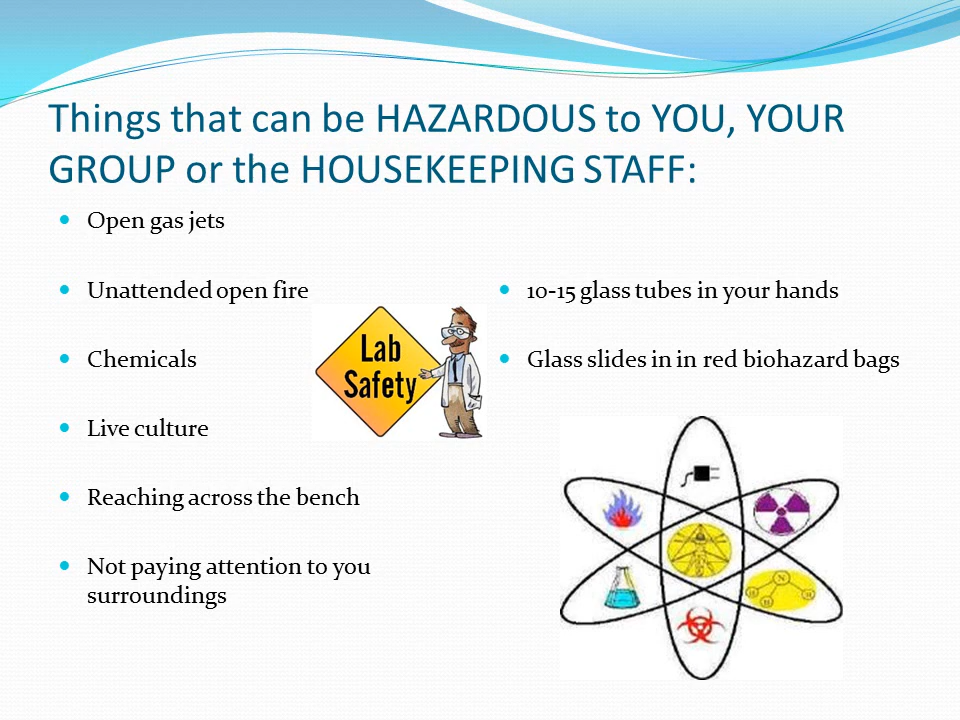 Things that can be HAZARDOUS to YOU, YOUR
GROUP or the HOUSEKEEPING STAFF:
Open gas jets
Unattended open fire
Chemicals
Live culture
Reaching across the bench
Not paying attention to you
surroundings
Lab
Safety
10-15 glass tubes in your hands
Glass slides in in red biohazard bags